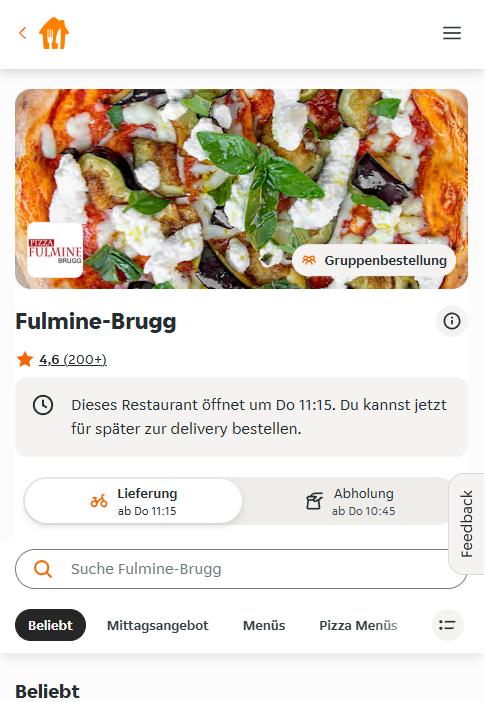 PIZZA
FULMINE
BRUGG
Gruppenbestellung
Fulmine-Brugg
4,6 (200+)
Dieses Restaurant öffnet um Do 11:15. Du kannst jetzt
für später zur delivery bestellen.
Lieferung
ab Do 11:15
Abholung
ab Do 10:45
Feedback
Suche Fulmine-Brugg
Beliebt
Mittagsangebot
Menüs
Pizza Menüs
Beliebt